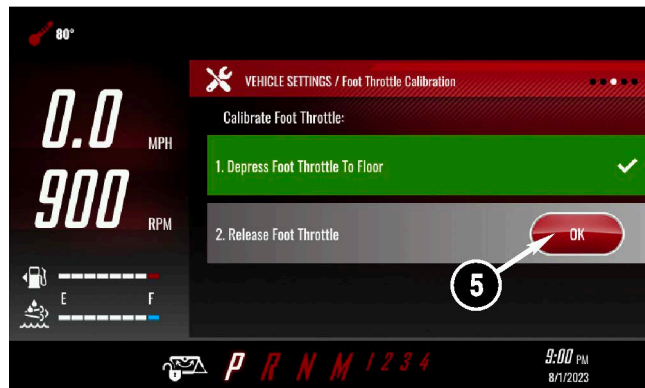 80°
VEHICLE SETTINGS / Foot Throttle Calibration
Calibrate Foot Throttle:
0.0 MPH
1. Depress Foot Throttle To Floor
900 RPM
2. Release Foot Throttle
OK
5
E F
P R N M 1 2 3 4
9:00 PM
8/1/2023